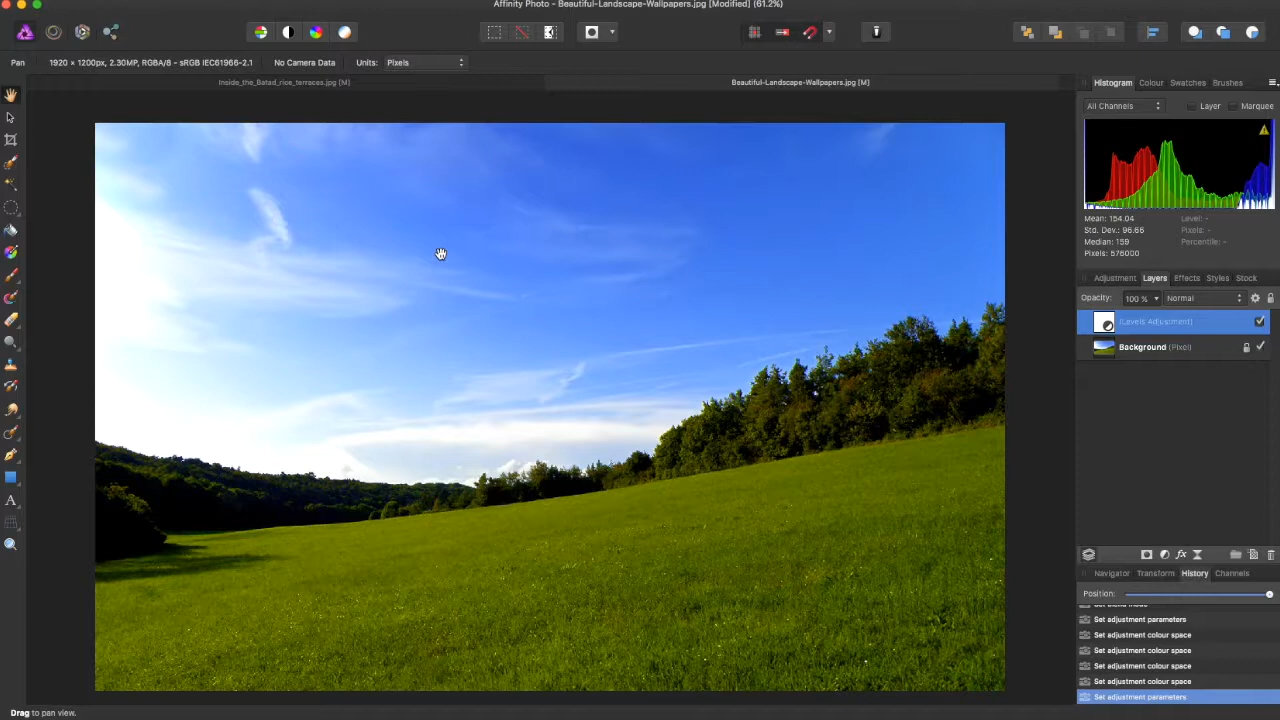 Affinity Photo - Beautiful-Landscape-Wallpapers.jpg [Modified] (61.2%)
Pan
1920 × 1200px, 2.30MP, RGBA/8 - sRGB IEC61966-2.1
No Camera Data
Units:
Pixels
Inside_the_Batad_rice_terraces.jpg [M]
Beautiful-Landscape-Wallpapers.jpg [M]
Histogram
Colour
Swatches
Brushes
All Channels
Layer
Marquee
Mean: 154.04
Level: -
Std. Dev.: 96.66
Pixels: -
Median: 159
Percentile: -
Pixels: 576000
Adjustment
Layers
Effects
Styles
Stock
Opacity:
100 %
Normal
(Levels Adjustment)
Background (Pixel)
fx
Navigator
Transform
History
Channels
Position:
Set blend mode
Set adjustment parameters
Set adjustment colour space
Set adjustment colour space
Set adjustment colour space
Set adjustment colour space
Set adjustment parameters
A
Drag to pan view.